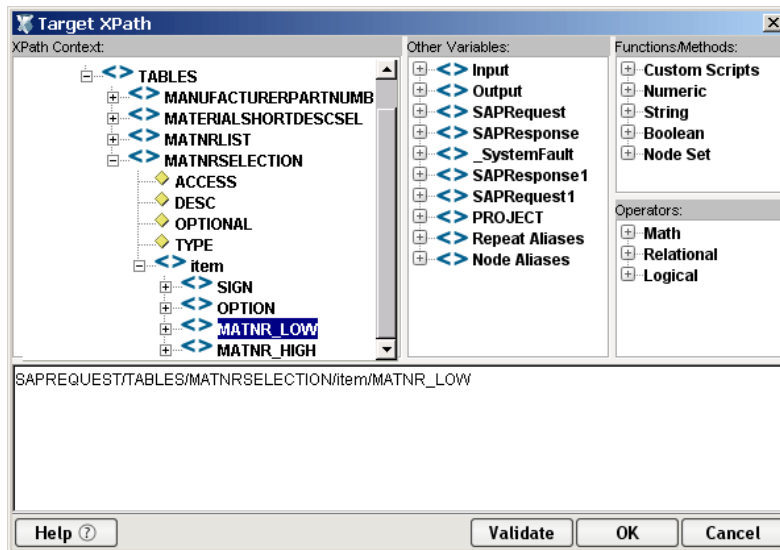 Target XPath
XPath Context:
TABLES
MANUFACTURERPARTNUMB
MATERIALSHORTDESCSEL
MATNRLIST
MATNRSELECTION
ACCESS
DESC
OPTIONAL
TYPE
item
SIGN
OPTION
MATNR_LOW
MATNR_HIGH
Other Variables:
Input
Output
SAPRequest
SAPResponse
_SystemFault
SAPResponse1
SAPRequest1
PROJECT
Repeat Aliases
Node Aliases
Functions/Methods:
Custom Scripts
Numeric
String
Boolean
Node Set
Operators:
Math
Relational
Logical
SAPREQUEST/TABLES/MATNRSELECTION/item/MATNR_LOW
Help ?
Validate
OK
Cancel